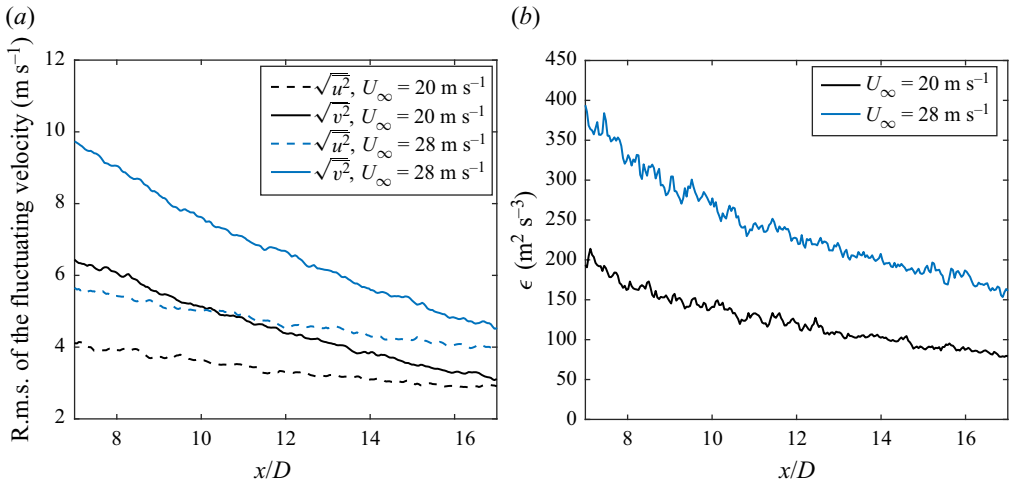 (a)
12
10
8
6
4
2
R.m.s. of the fluctuating velocity (m s⁻¹)
√u², U∞ = 20 m s⁻¹
√v², U∞ = 20 m s⁻¹
√u², U∞ = 28 m s⁻¹
√v², U∞ = 28 m s⁻¹
8 10 12 14 16
x/D
(b)
450
400
350
300
250
200
150
100
50
0
ϵ (m² s⁻³)
U∞ = 20 m s⁻¹
U∞ = 28 m s⁻¹
8 10 12 14 16
x/D